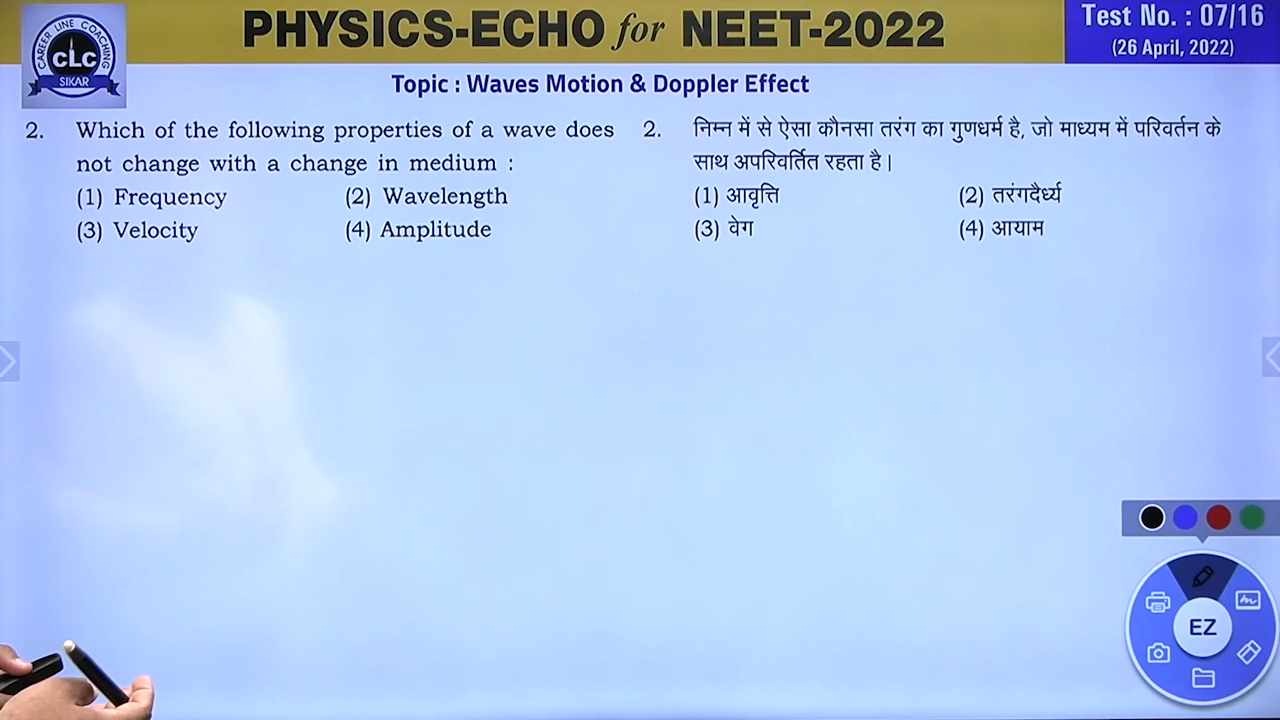 PHYSICS-ECHO for NEET-2022
Test No. : 07/16
(26 April, 2022)
CAREER LINE COACHING
CLC
SIKAR
Topic : Waves Motion & Doppler Effect
2. Which of the following properties of a wave does
not change with a change in medium :
(1) Frequency (2) Wavelength
(3) Velocity (4) Amplitude
2. निम्न में से ऐसा कौनसा तरंग का गुणधर्म है, जो माध्यम में परिवर्तन के
साथ अपरिवर्तित रहता है।
(1) आवृत्ति (2) तरंगदैर्ध्य
(3) वेग (4) आयाम
EZ